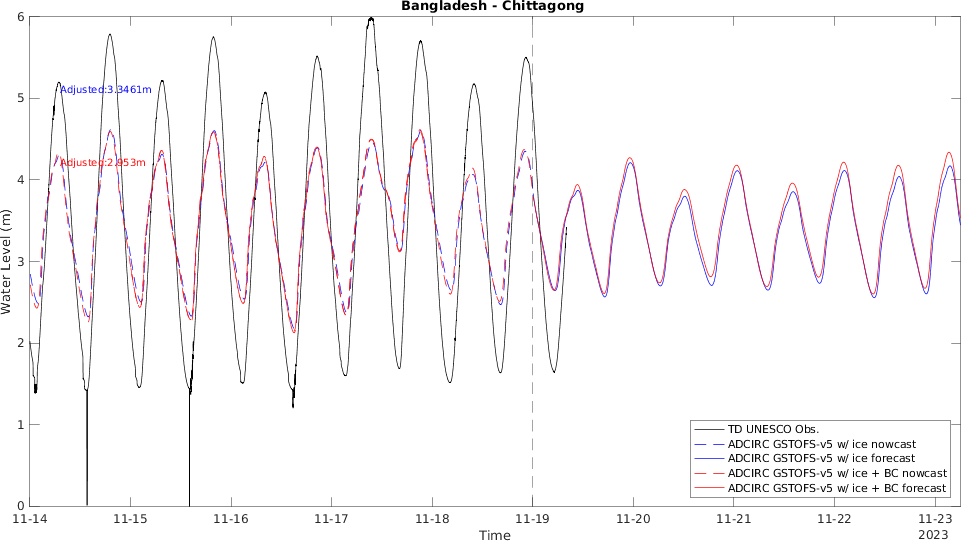 Bangladesh - Chittagong
6
5
4
3
2
1
0
Water Level (m)
Adjusted:3.3461m
Adjusted:2.953m
TD UNESCO Obs.
ADCIRC GSTOFS-v5 w/ ice nowcast
ADCIRC GSTOFS-v5 w/ ice forecast
ADCIRC GSTOFS-v5 w/ ice + BC nowcast
ADCIRC GSTOFS-v5 w/ ice + BC forecast
11-14 11-15 11-16 11-17 11-18 11-19 11-20 11-21 11-22 11-23
Time
2023